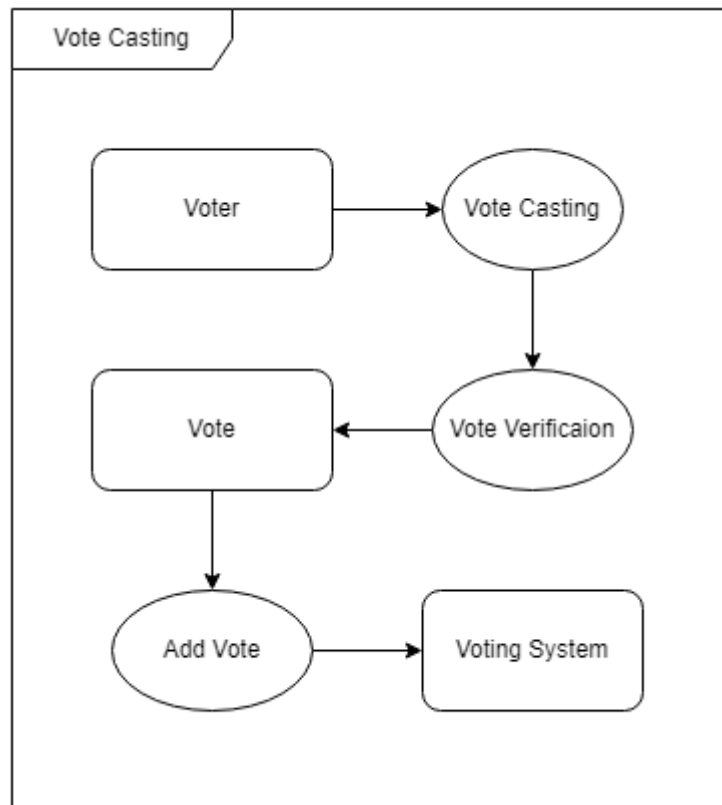 Vote Casting
Voter
Vote Casting
Vote
Vote Verificaion
Add Vote
Voting System